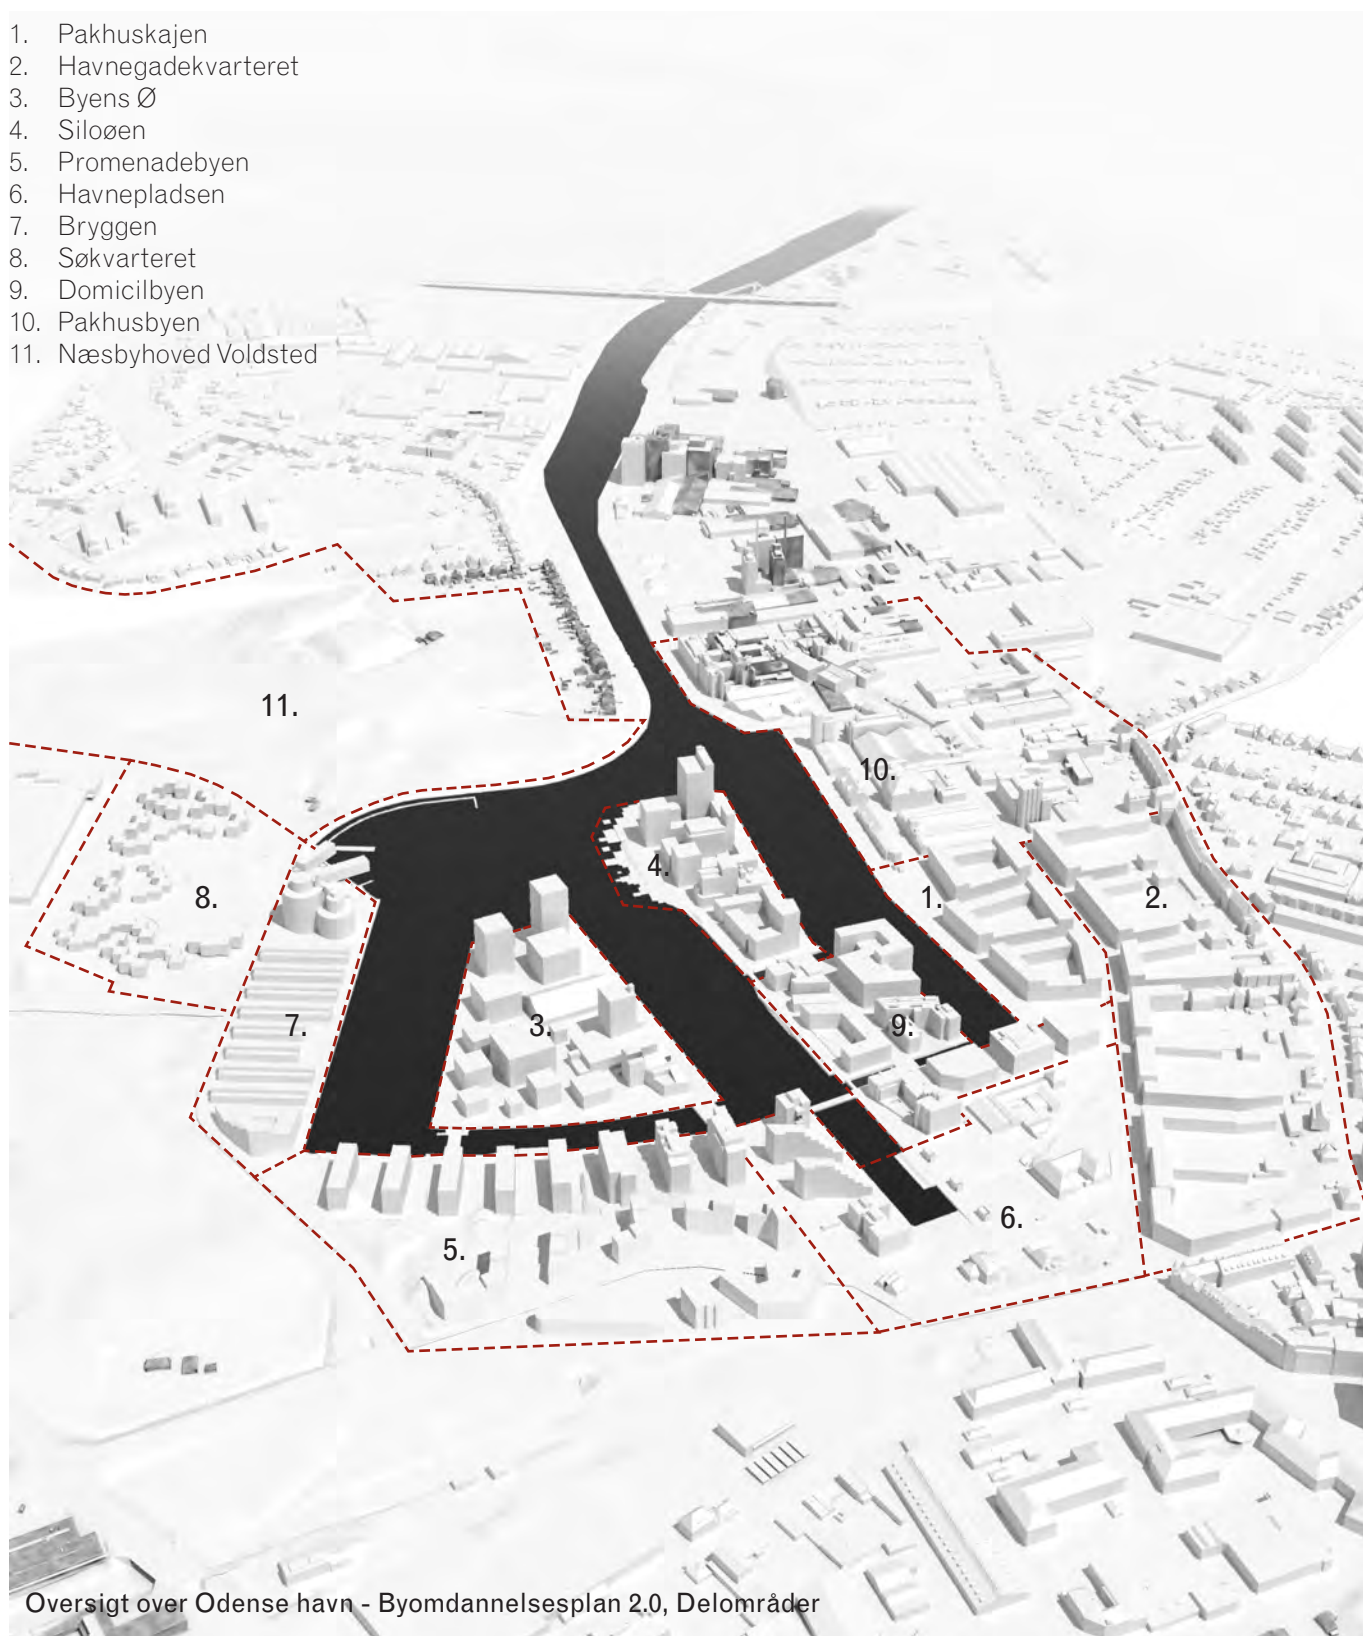 1. Pakhuskajen
2. Havnegadekvarteret
3. Byens Ø
4. Siloøen
5. Promenadebyen
6. Havnepladsen
7. Bryggen
8. Søkvarteret
9. Domicilbyen
10. Pakhusbyen
11. Næsbyhoved Voldsted
11.
10.
4.
8.
1.
2.
7.
3.
9.
6.
5.
Oversigt over Odense havn - Byomdannelsesplan 2.0, Delområder